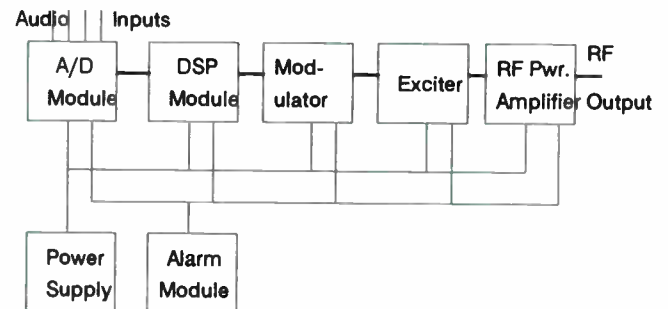 Audio Inputs
A/D
Module
DSP
Module
Mod-
ulator
Exciter
RF Pwr.
Amplifier
RF
Output
Power
Supply
Alarm
Module